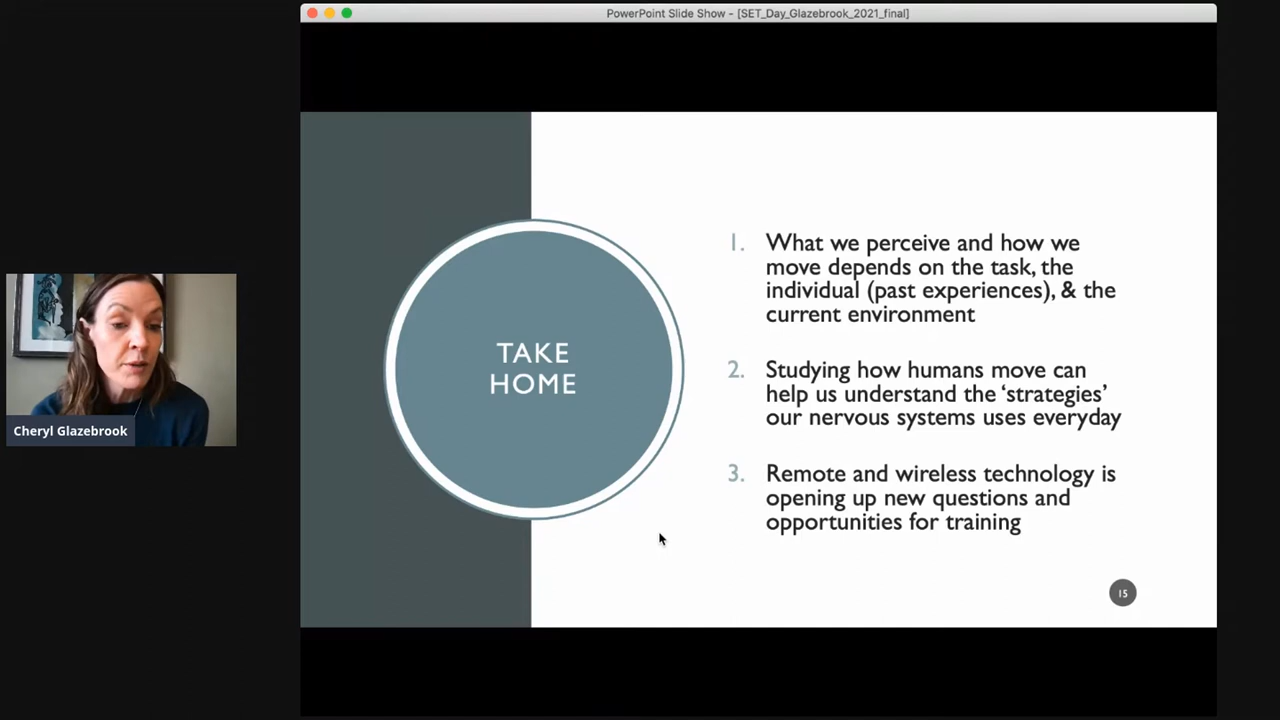 PowerPoint Slide Show - [SET_Day_Glazebrook_2021_final]
TAKE
HOME
1. What we perceive and how we
move depends on the task, the
individual (past experiences), & the
current environment
2. Studying how humans move can
help us understand the ‘strategies’
our nervous systems uses everyday
3. Remote and wireless technology is
opening up new questions and
opportunities for training
15
Cheryl Glazebrook